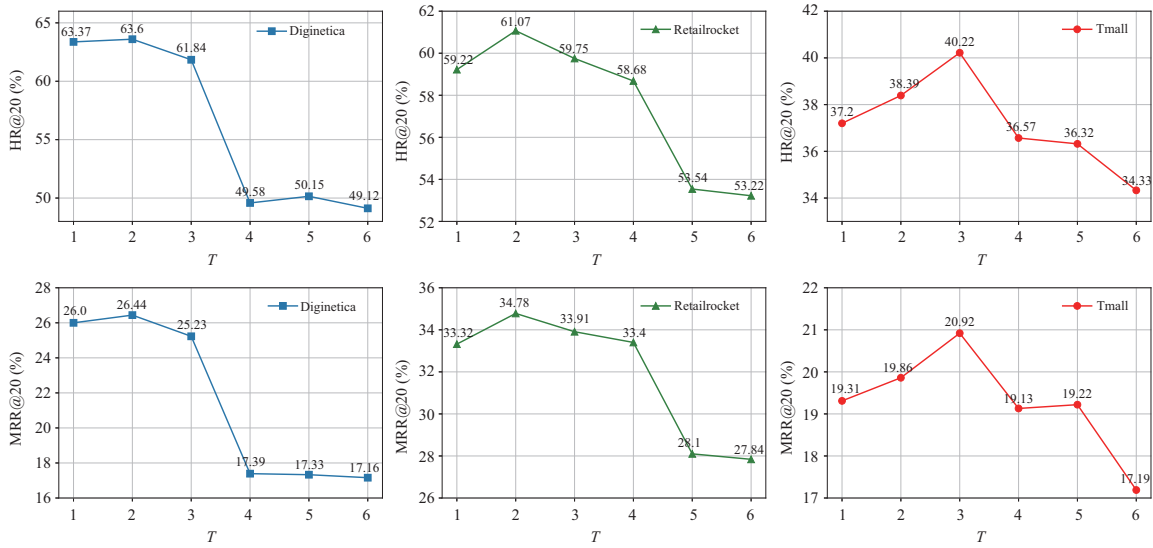 HR@20 (%)
65
60
55
50
63.37
63.6
61.84
49.58
50.15
49.12
Diginetica
1 2 3 4 5 6
T
HR@20 (%)
62
60
58
56
54
52
59.22
61.07
59.75
58.68
53.54
53.22
Retailrocket
1 2 3 4 5 6
T
HR@20 (%)
42
40
38
36
34
37.2
38.39
40.22
36.57
36.32
34.33
Tmall
1 2 3 4 5 6
T
MRR@20 (%)
28
26
24
22
20
18
16
26.0
26.44
25.23
17.39
17.33
17.16
Diginetica
1 2 3 4 5 6
T
MRR@20 (%)
36
34
32
30
28
26
33.32
34.78
33.91
33.4
28.1
27.84
Retailrocket
1 2 3 4 5 6
T
MRR@20 (%)
22
21
20
19
18
17
19.31
19.86
20.92
19.13
19.22
17.19
Tmall
1 2 3 4 5 6
T